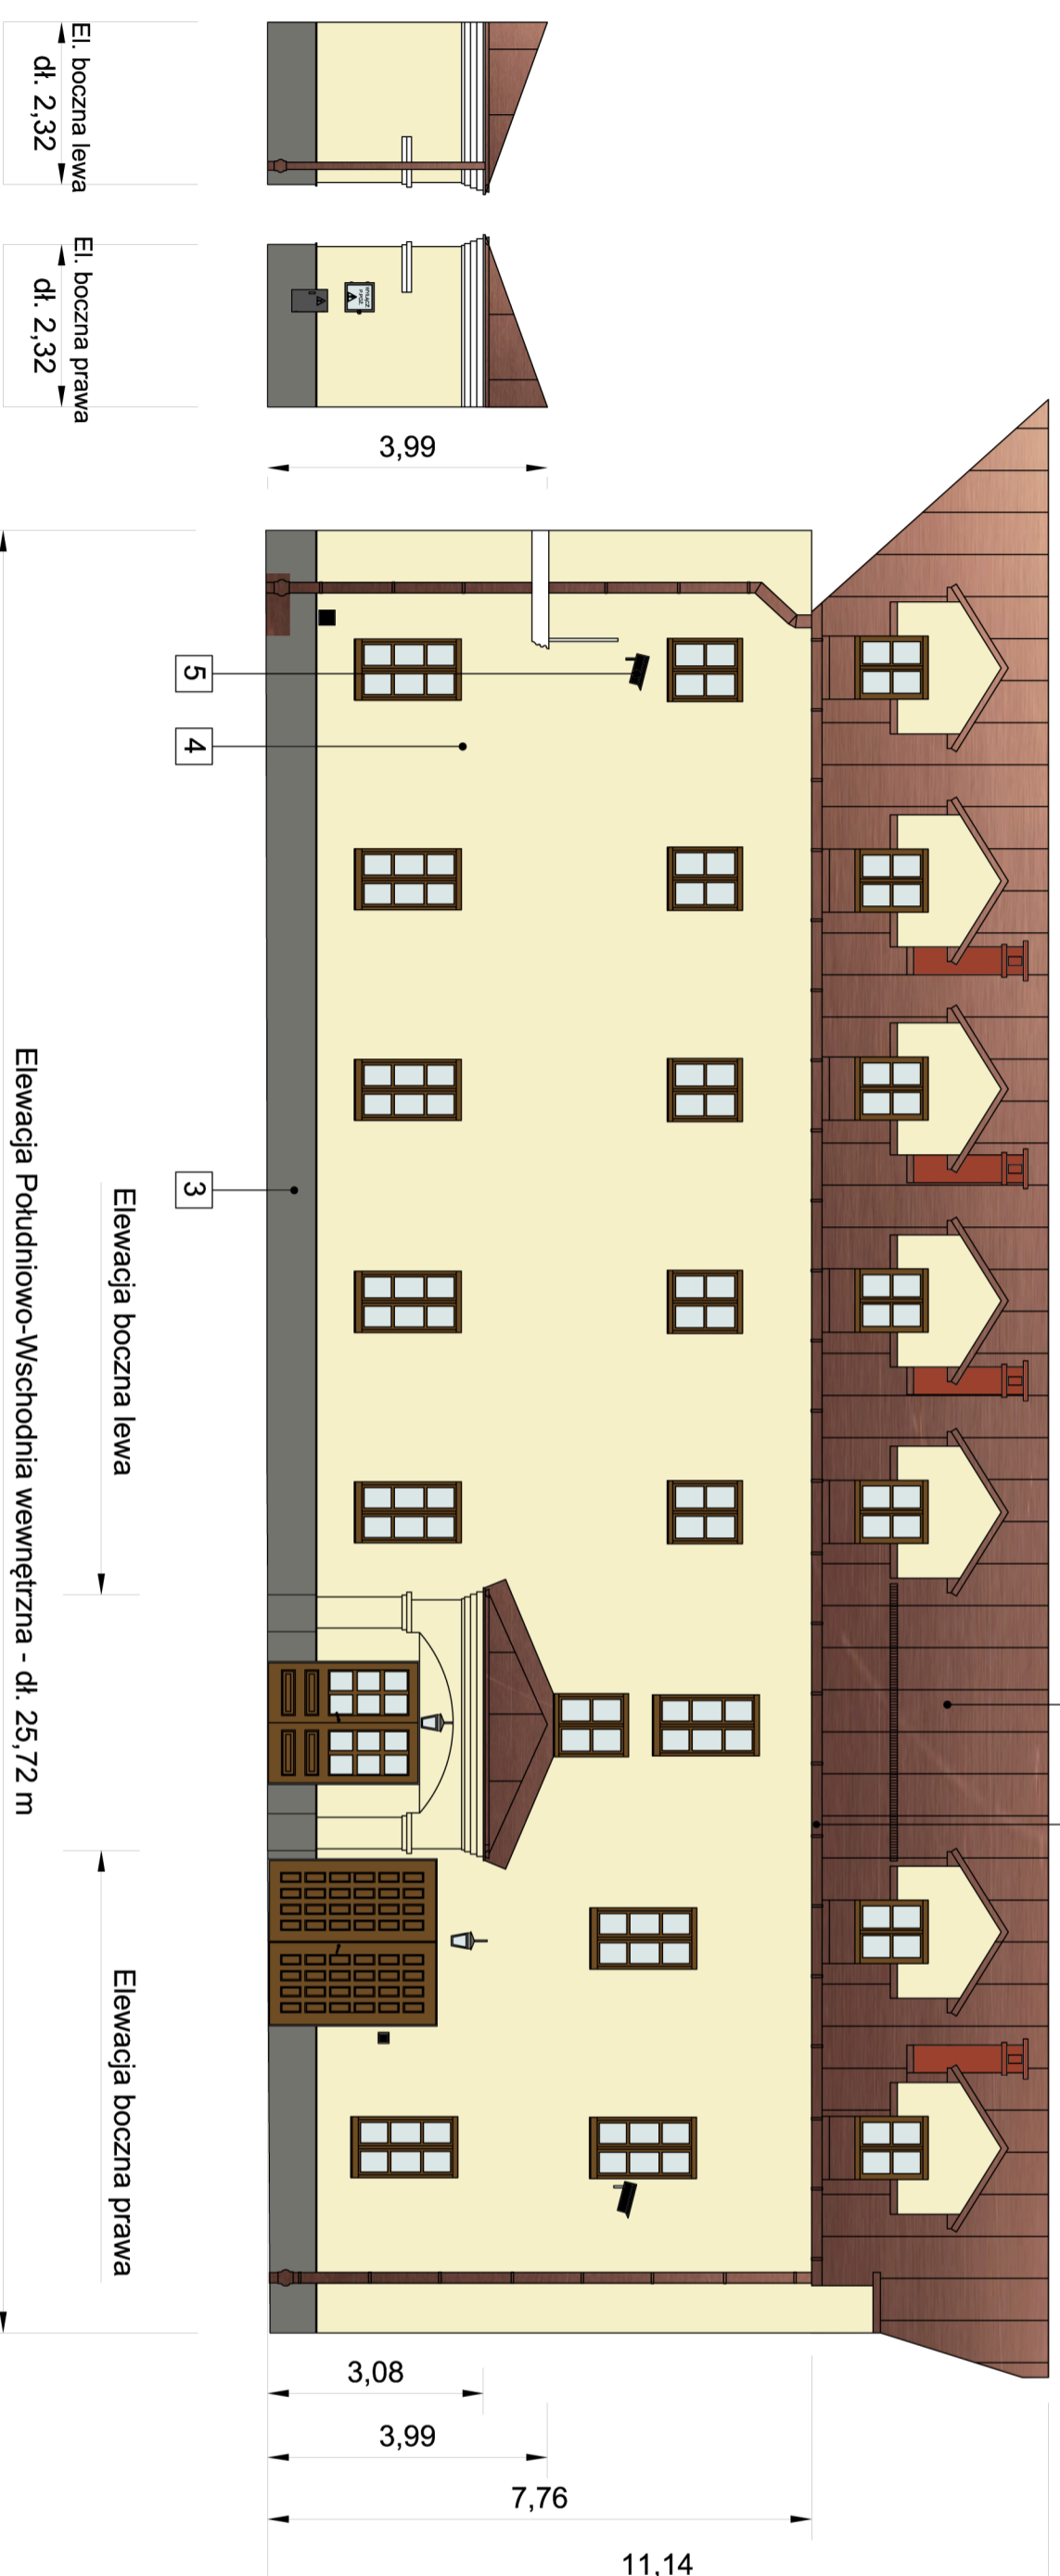 El. boczna lewa
dł. 2,32
El. boczna prawa
dł. 2,32
3,99
5
4
3
Elewacja boczna lewa
Elewacja Południowo-Wschodnia wewnętrzna - dł. 25,72 m
Elewacja boczna prawa
3,08
3,99
7,76
11,14